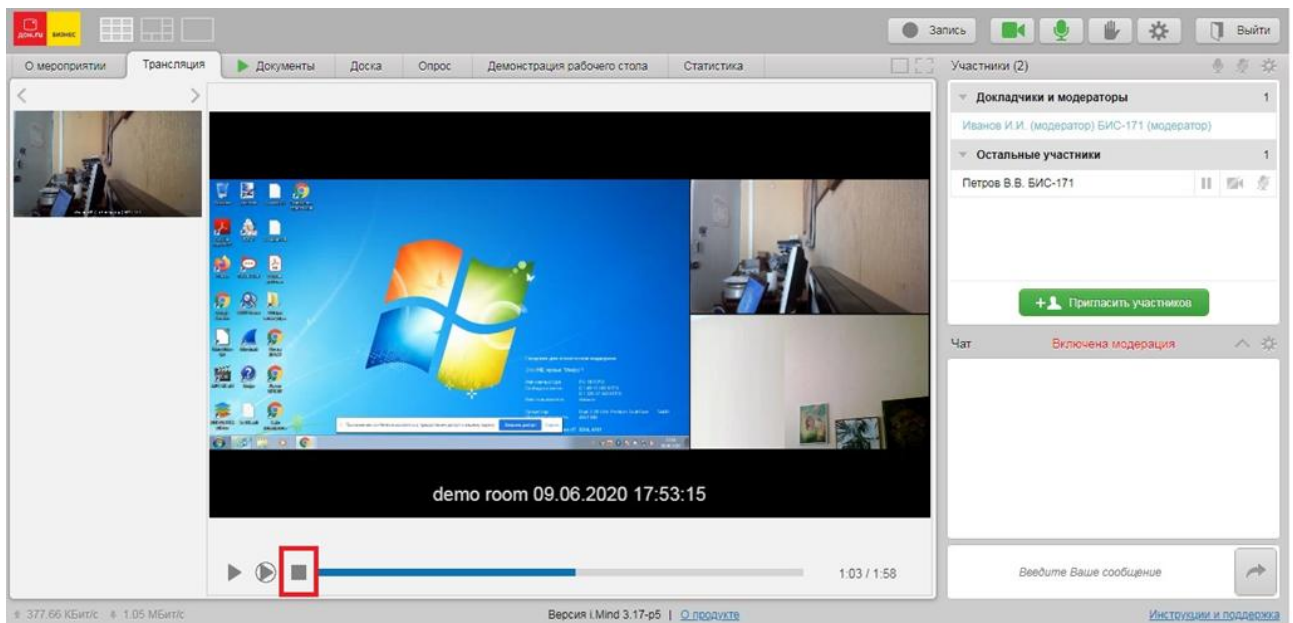 ДОМ.RU БИЗНЕС
Запись
Выйти
О мероприятии
Трансляция
Документы
Доска
Опрос
Демонстрация рабочего стола
Статистика
Участники (2)
Докладчики и модераторы 1
Иванов И.И. (модератор) БИС-171 (модератор)
Остальные участники 1
Петров В.В. БИС-171
Пригласить участников
Чат
Включена модерация
demo room 09.06.2020 17:53:15
1:03 / 1:58
Введите Ваше сообщение
377.66 КБит/с 1.05 МБит/с
Версия i.Mind 3.17-p5 | О продукте
Инструкции и поддержка